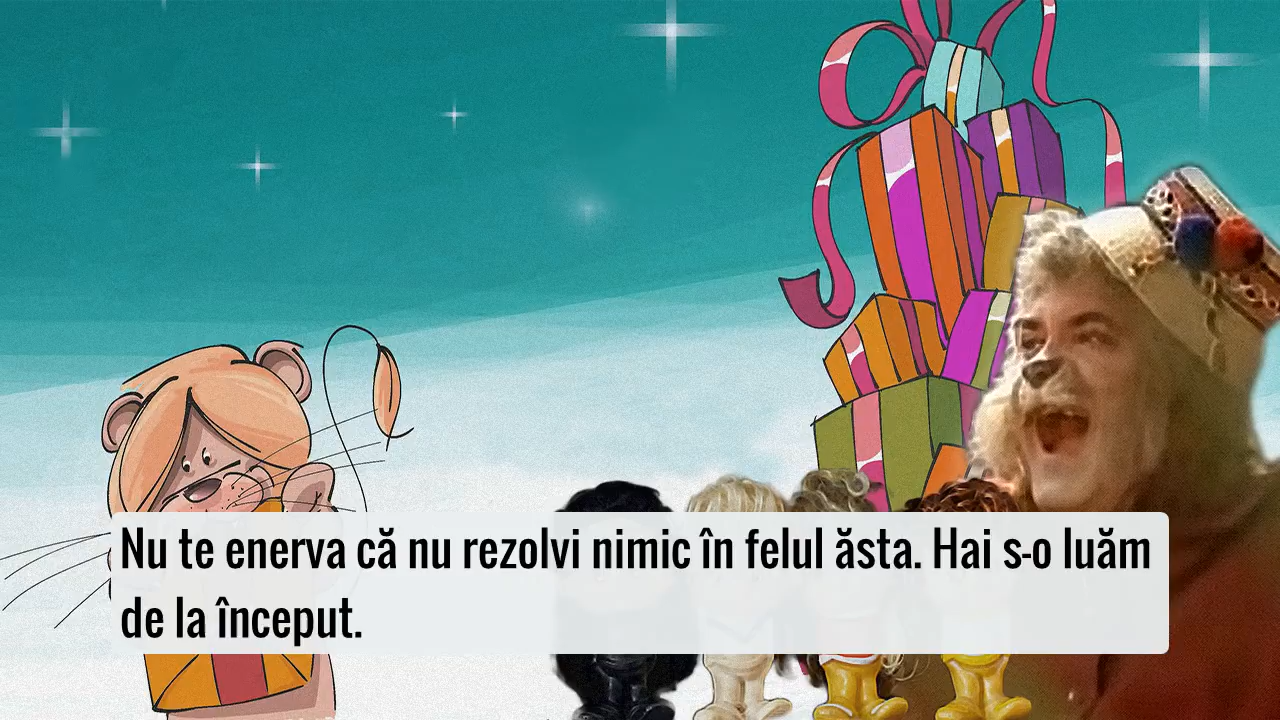 Nu te enerva că nu rezolvi nimic în felul ăsta. Hai s-o luăm
de la început.